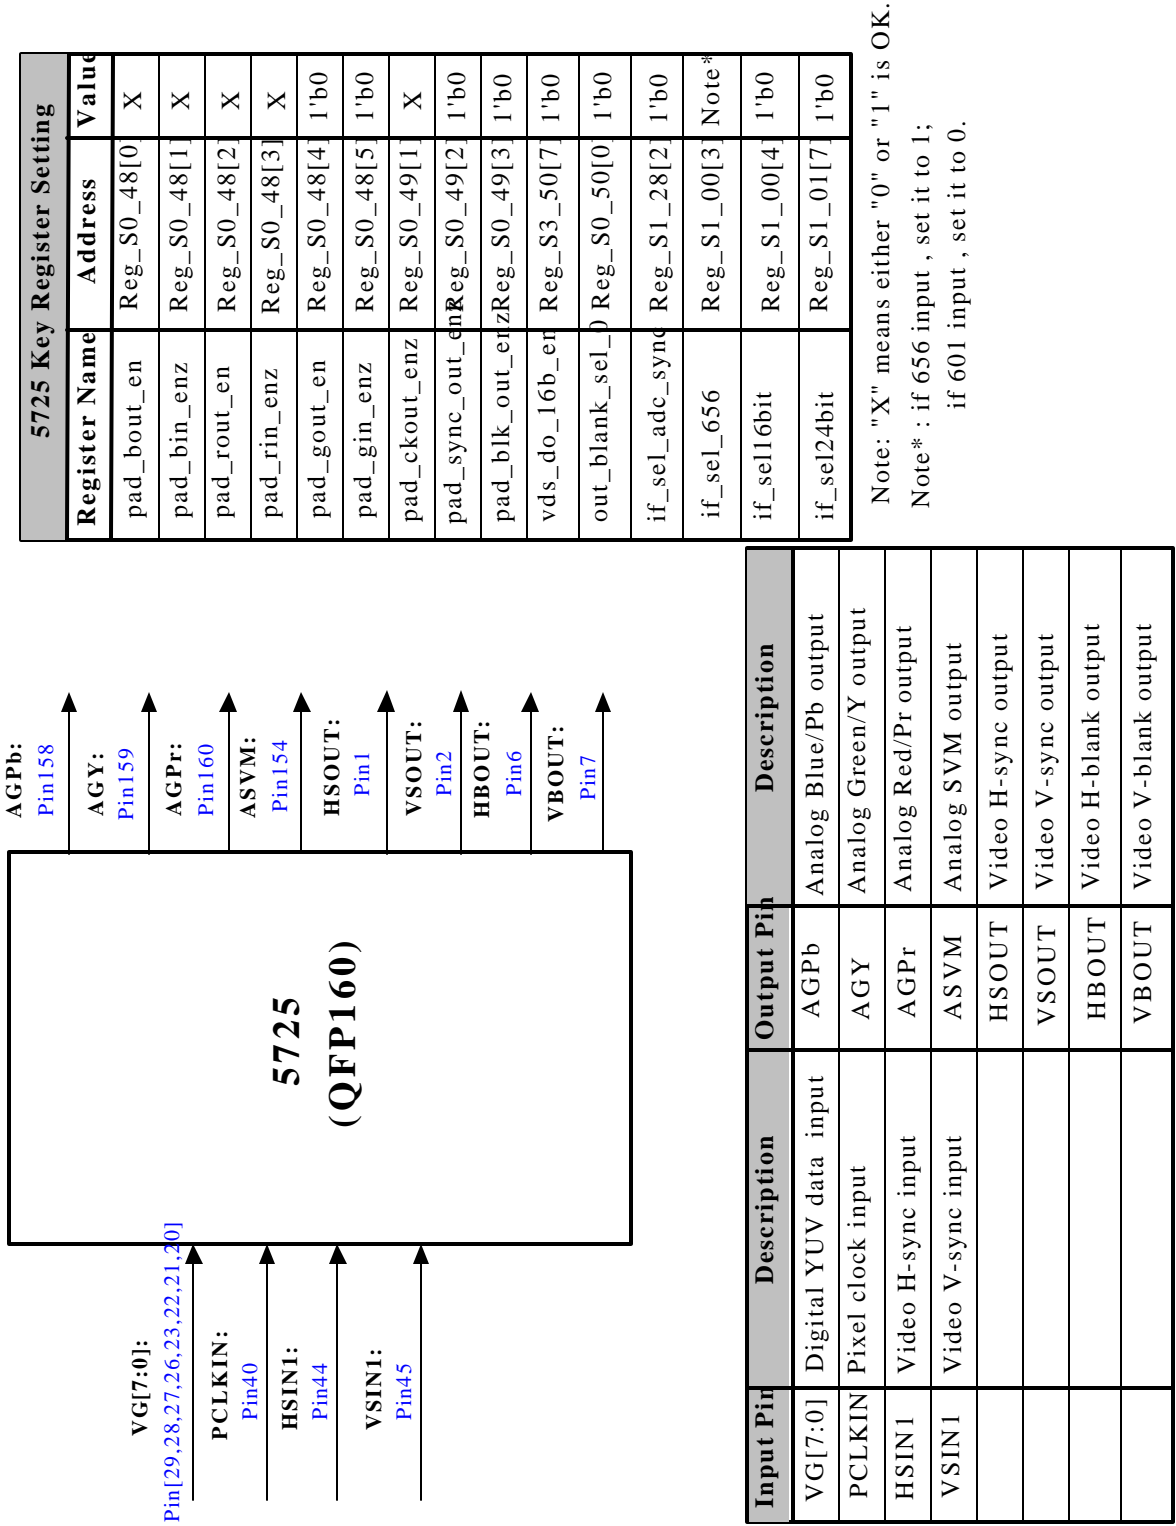 VG[7:0]:
Pin[29,28,27,26,23,22,21,20]
PCLKIN:
Pin40
HSIN1:
Pin44
VSIN1:
Pin45
5725
(QFP160)
AGPb:
Pin158
AGY:
Pin159
AGPr:
Pin160
ASVM:
Pin154
HSOUT:
Pin1
VSOUT:
Pin2
HBOUT:
Pin6
VBOUT:
Pin7
5725 Key Register Setting
Register Name Address Value
pad_bout_en Reg_S0_48[0] X
pad_bin_enz Reg_S0_48[1] X
pad_rout_en Reg_S0_48[2] X
pad_rin_enz Reg_S0_48[3] X
pad_gout_en Reg_S0_48[4] 1'b0
pad_gin_enz Reg_S0_48[5] 1'b0
pad_ckout_enz Reg_S0_49[1] X
pad_sync_out_enz Reg_S0_49[2] 1'b0
pad_blk_out_enz Reg_S0_49[3] 1'b0
vds_do_16b_en Reg_S3_50[7] 1'b0
out_blank_sel_0 Reg_S0_50[0] 1'b0
if_sel_adc_sync Reg_S1_28[2] 1'b0
if_sel_656 Reg_S1_00[3] Note*
if_sel16bit Reg_S1_00[4] 1'b0
if_sel24bit Reg_S1_01[7] 1'b0
Note: "X" means either "0" or "1" is OK.
Note* : if 656 input , set it to 1;
if 601 input , set it to 0.
Input Pin Description Output Pin Description
VG[7:0] Digital YUV data input AGPb Analog Blue/Pb output
PCLKIN Pixel clock input AGY Analog Green/Y output
HSIN1 Video H-sync input AGPr Analog Red/Pr output
VSIN1 Video V-sync input ASVM Analog SVM output
HSOUT Video H-sync output
VSOUT Video V-sync output
HBOUT Video H-blank output
VBOUT Video V-blank output